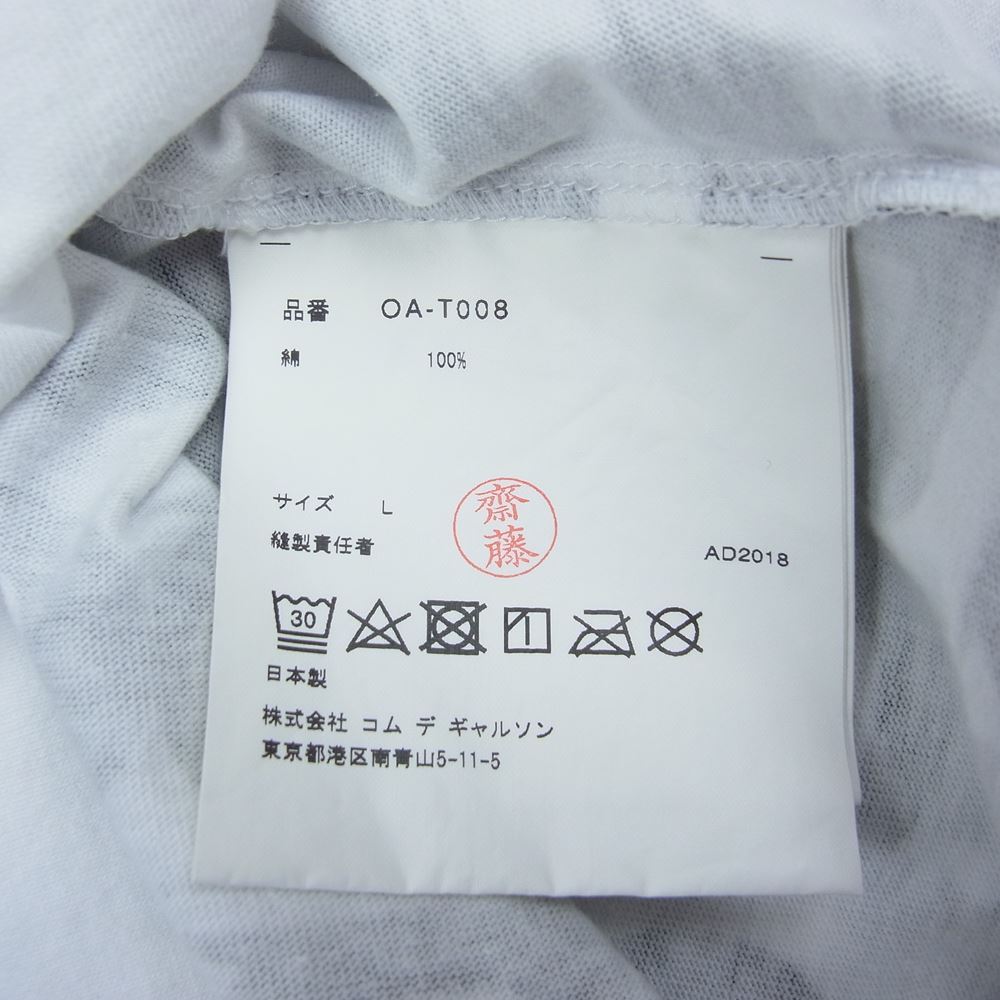 品番 OA-T008
綿 100%
サイズ L
齋藤
縫製責任者
AD2018
30
日本製
株式会社 コム デ ギャルソン
東京都港区南青山5-11-5